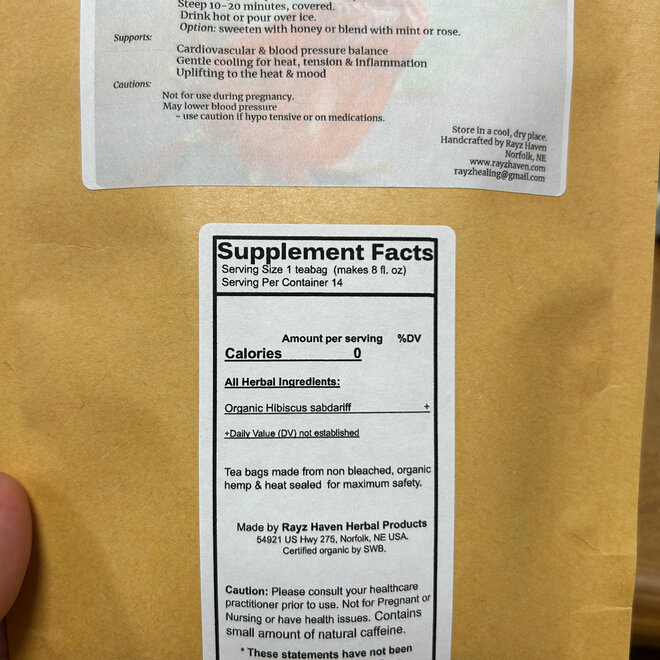 Steep 10-20 minutes, covered.
Drink hot or pour over ice.
Option: sweeten with honey or blend with mint or rose.
Supports:
Cardiovascular & blood pressure balance
Gentle cooling for heat, tension & inflammation
Uplifting to the heat & mood
Cautions:
Not for use during pregnancy.
May lower blood pressure
- use caution if hypo tensive or on medications.
Store in a cool, dry place.
Handcrafted by Rayz Haven
Norfolk, NE
www.rayzhaven.com
rayzhealing@gmail.com
Supplement Facts
Serving Size 1 teabag (makes 8 fl. oz)
Serving Per Container 14
Amount per serving %DV
Calories 0
All Herbal Ingredients:
Organic Hibiscus sabdariff +
+Daily Value (DV) not established
Tea bags made from non bleached, organic
hemp & heat sealed for maximum safety.
Made by Rayz Haven Herbal Products
54921 US Hwy 275, Norfolk, NE USA.
Certified organic by SWB.
Caution: Please consult your healthcare
practitioner prior to use. Not for Pregnant or
Nursing or have health issues. Contains
small amount of natural caffeine.
* These statements have not been